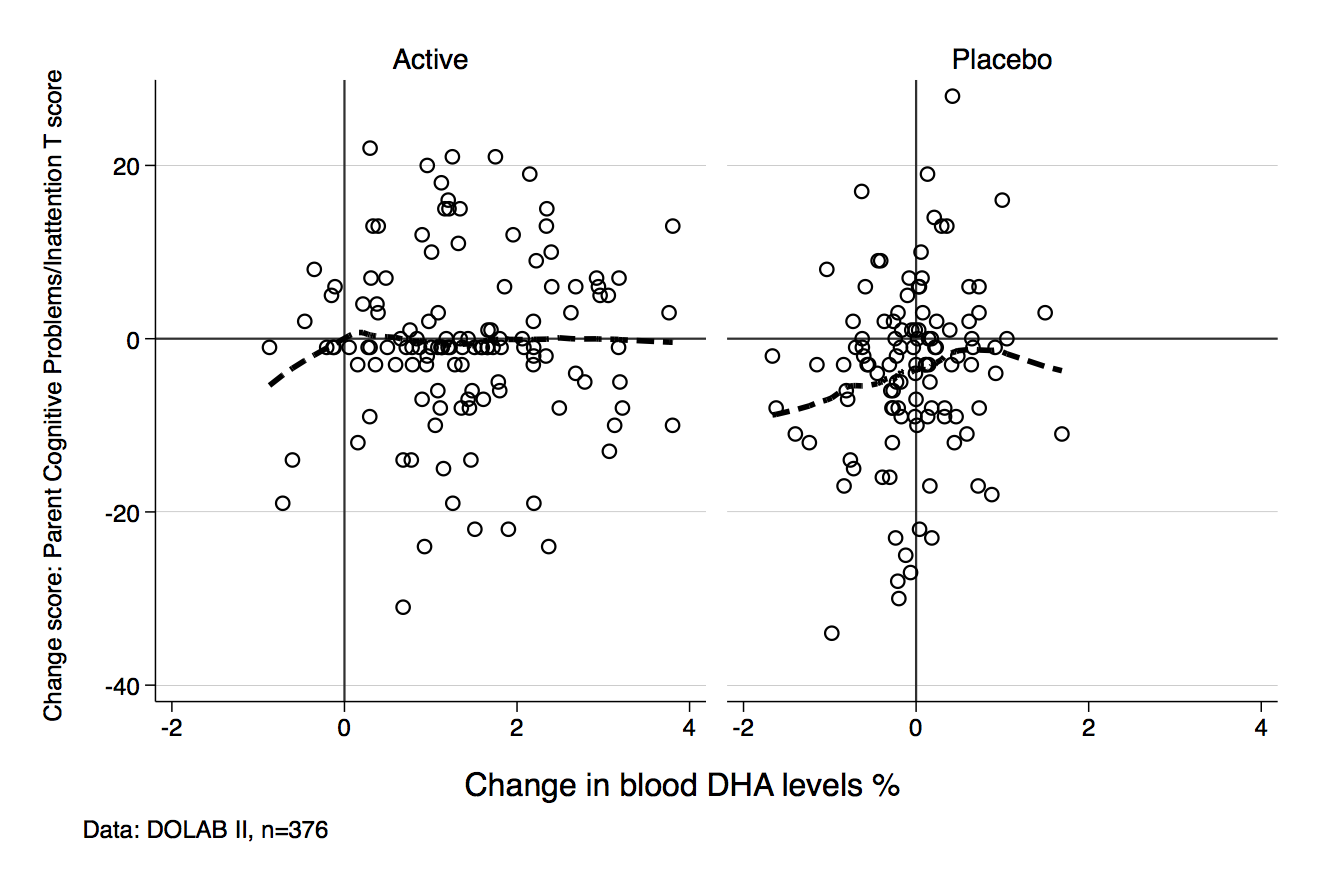 Active
Placebo
Change score: Parent Cognitive Problems/Inattention T score
20
0
-20
-40
-2 0 2 4
-2 0 2 4
Change in blood DHA levels %
Data: DOLAB II, n=376